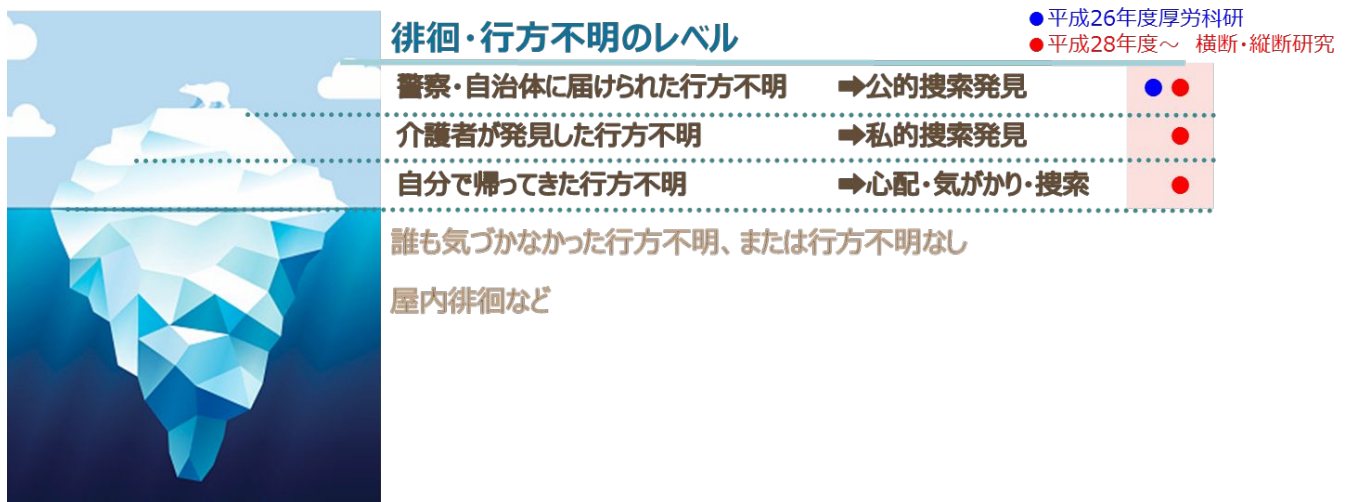 ●平成26年度厚労科研
●平成28年度～ 横断・縦断研究
徘徊・行方不明のレベル
警察・自治体に届けられた行方不明 ➡公的捜索発見 ● ●
介護者が発見した行方不明 ➡私的捜索発見 ●
自分で帰ってきた行方不明 ➡心配・気がかり・捜索 ●
誰も気づかなかった行方不明、または行方不明なし
屋内徘徊など